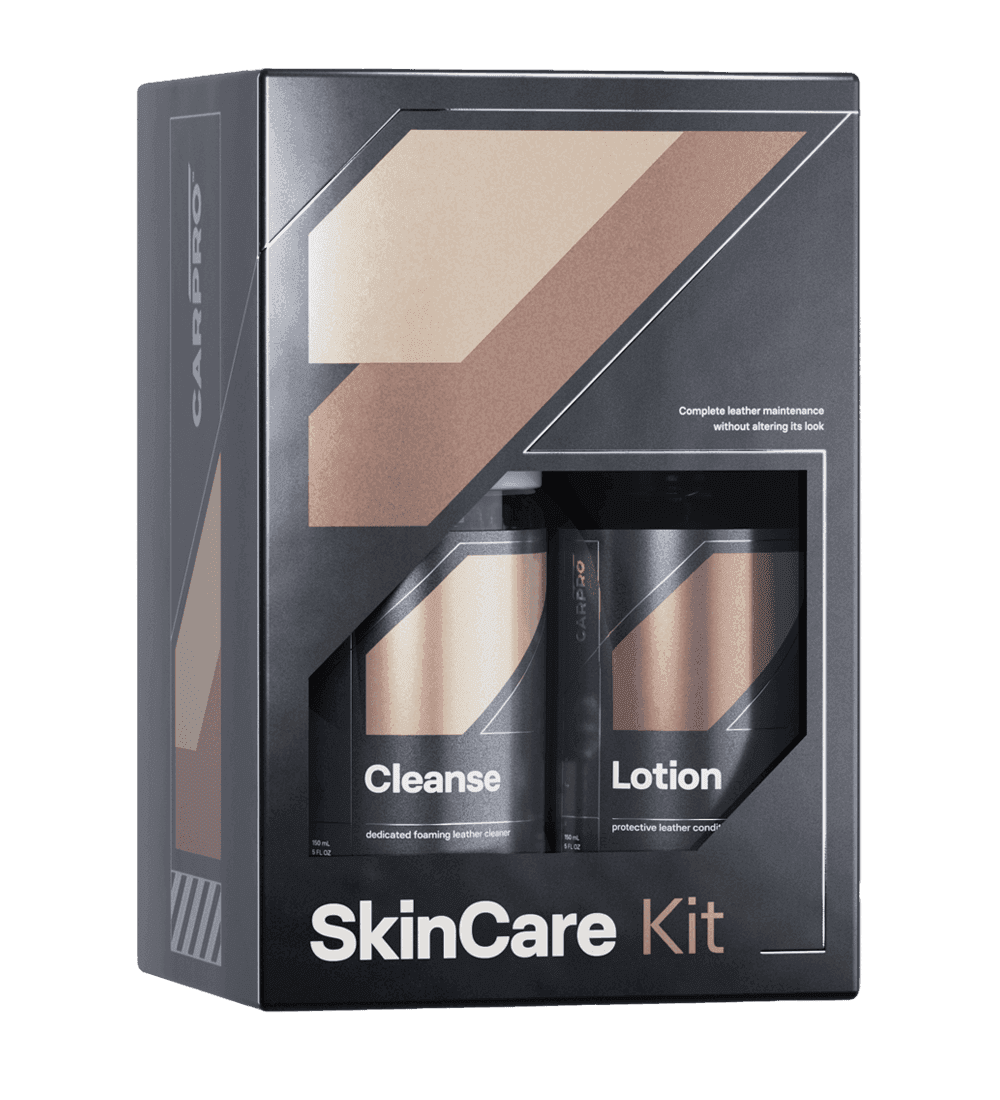 CARPRO
Complete leather maintenance
without altering its look
CARPRO
Cleanse
dedicated foaming leather cleaner
150 mL
5 FL OZ
Lotion
protective leather condi
150 mL
5 FL OZ
SkinCare Kit